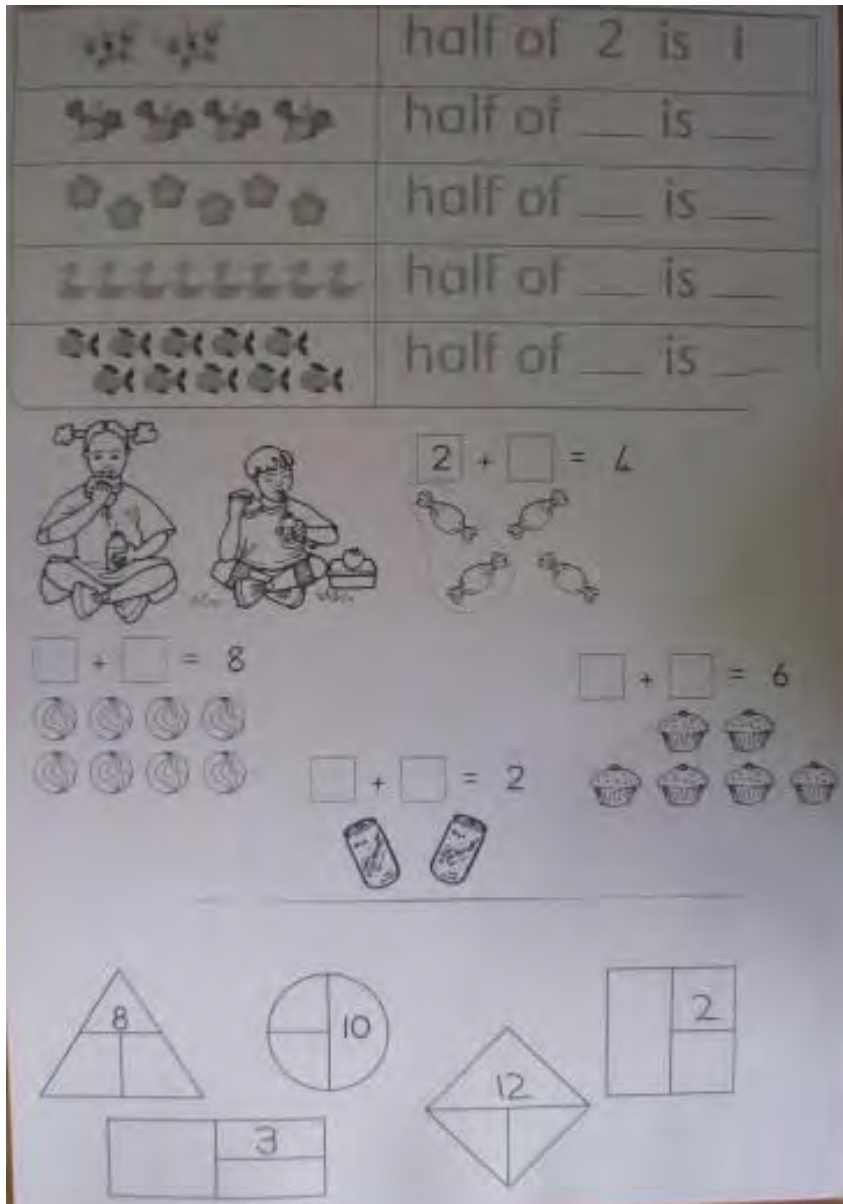 half of 2 is 1
half of __ is __
half of __ is __
half of __ is __
half of __ is __
2 + = 4
+ = 8
+ = 6
+ = 2
8
10
12
2
3